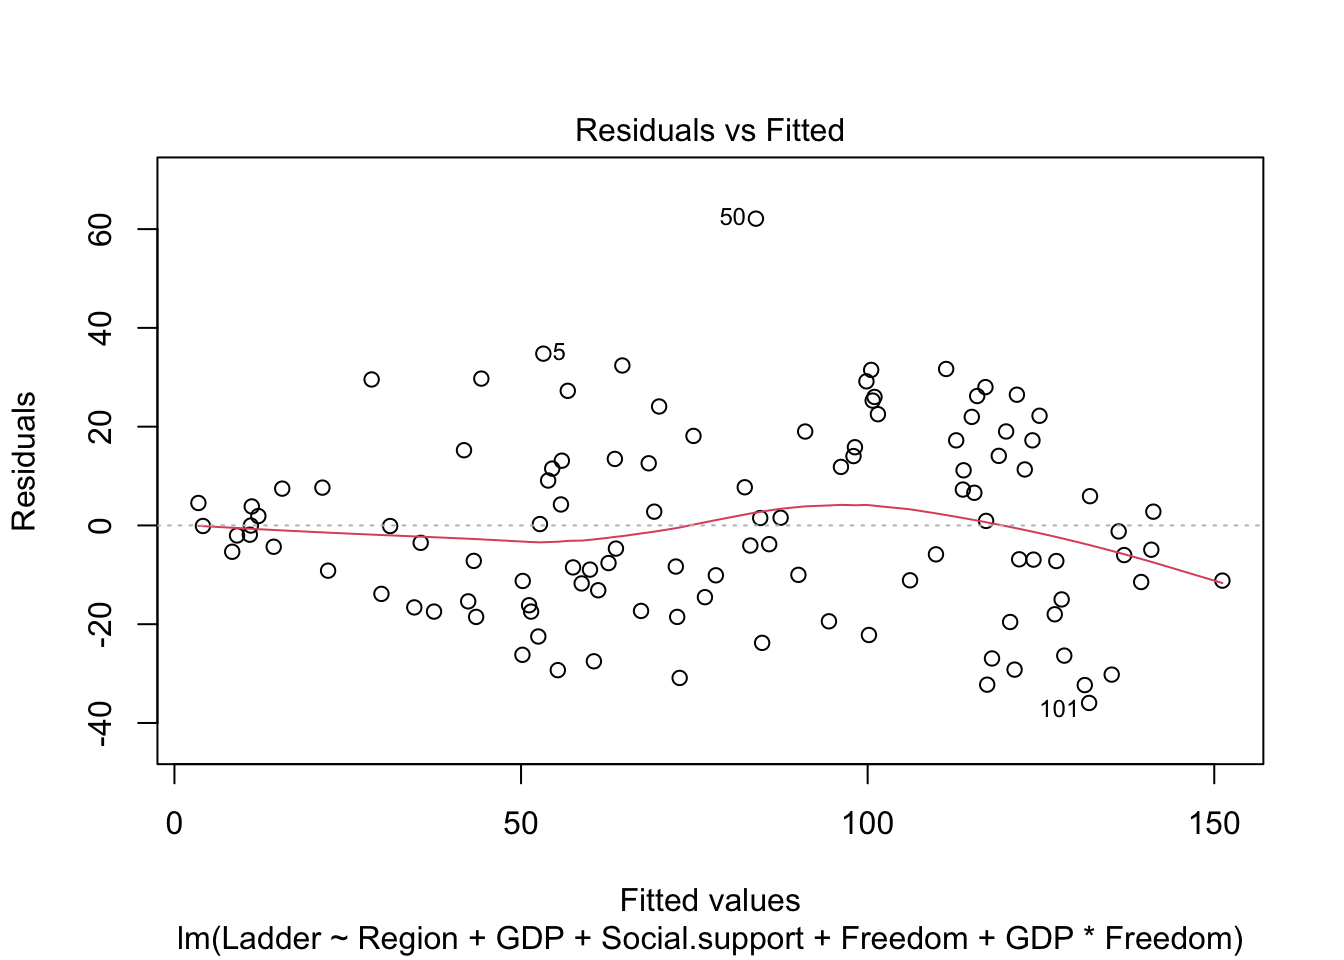 Residuals vs Fitted
Residuals
60
40
20
0
-20
-40
50
5
101
0 50 100 150
Fitted values
lm(Ladder ~ Region + GDP + Social.support + Freedom + GDP * Freedom)